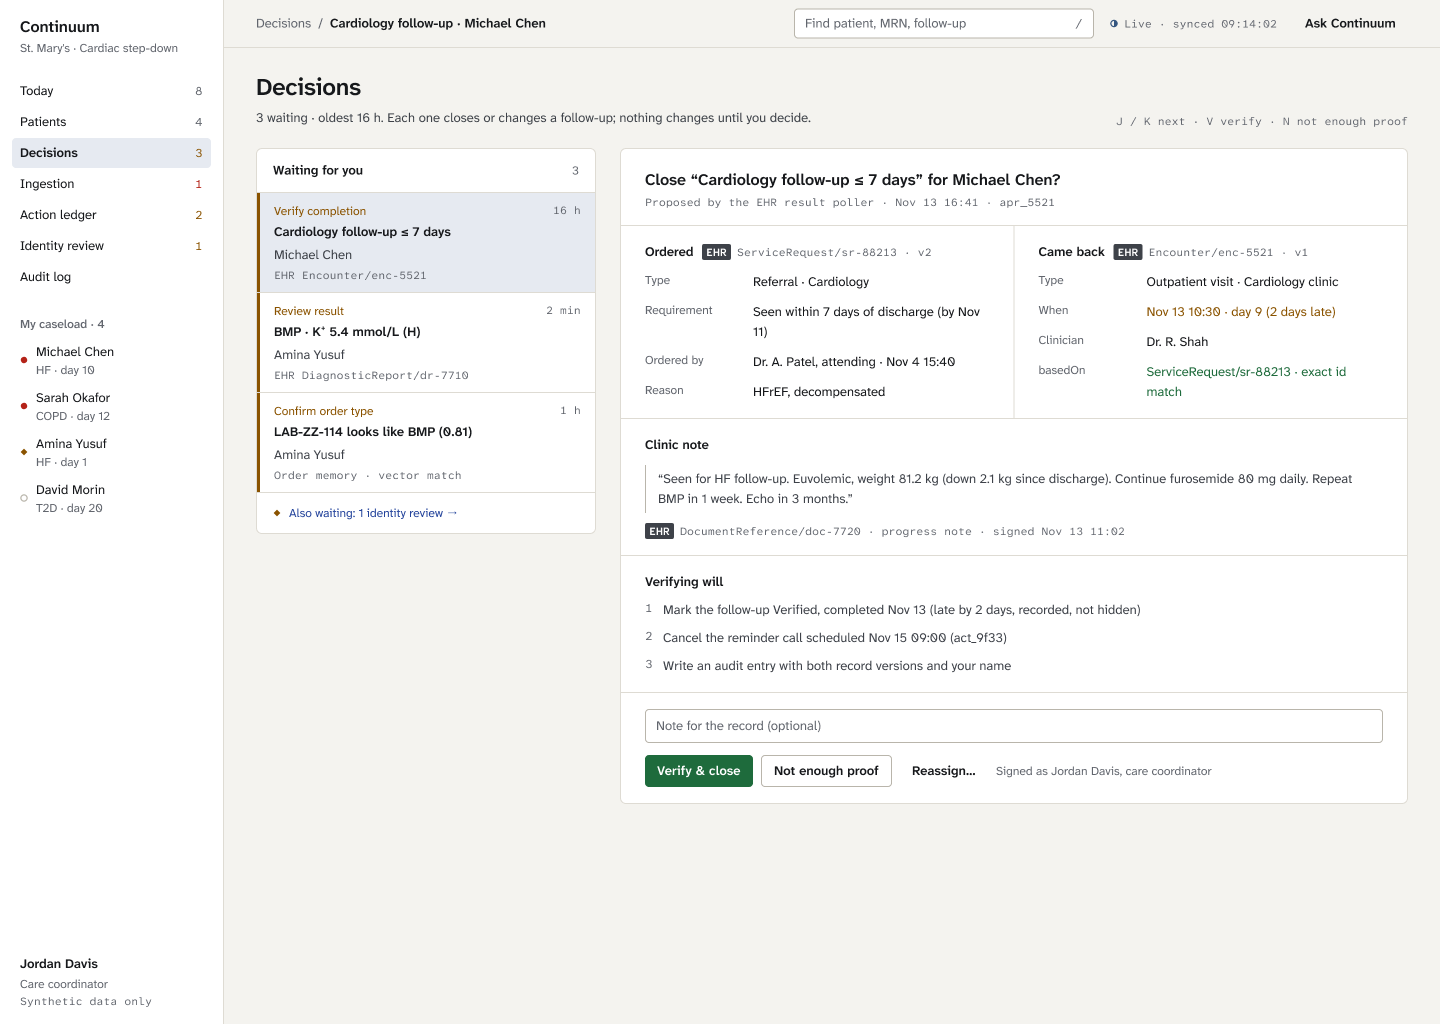 Continuum
St. Mary's · Cardiac step-down
Today 8
Patients 4
Decisions 3
Ingestion 1
Action ledger 2
Identity review 1
Audit log
My caseload · 4
Michael Chen
HF · day 10
Sarah Okafor
COPD · day 12
Amina Yusuf
HF · day 1
David Morin
T2D · day 20
Jordan Davis
Care coordinator
Synthetic data only
Decisions / Cardiology follow-up · Michael Chen
Find patient, MRN, follow-up /
Live · synced 09:14:02
Ask Continuum
Decisions
3 waiting · oldest 16 h. Each one closes or changes a follow-up; nothing changes until you decide.
J / K next · V verify · N not enough proof
Waiting for you 3
Verify completion 16 h
Cardiology follow-up ≤ 7 days
Michael Chen
EHR Encounter/enc-5521
Review result 2 min
BMP · K⁺ 5.4 mmol/L (H)
Amina Yusuf
EHR DiagnosticReport/dr-7710
Confirm order type 1 h
LAB-ZZ-114 looks like BMP (0.81)
Amina Yusuf
Order memory · vector match
Also waiting: 1 identity review →
Close “Cardiology follow-up ≤ 7 days” for Michael Chen?
Proposed by the EHR result poller · Nov 13 16:41 · apr_5521
Ordered EHR ServiceRequest/sr-88213 · v2
Type Referral · Cardiology
Requirement Seen within 7 days of discharge (by Nov
11)
Ordered by Dr. A. Patel, attending · Nov 4 15:40
Reason HFrEF, decompensated
Came back EHR Encounter/enc-5521 · v1
Type Outpatient visit · Cardiology clinic
When Nov 13 10:30 · day 9 (2 days late)
Clinician Dr. R. Shah
basedOn ServiceRequest/sr-88213 · exact id
match
Clinic note
“Seen for HF follow-up. Euvolemic, weight 81.2 kg (down 2.1 kg since discharge). Continue furosemide 80 mg daily. Repeat
BMP in 1 week. Echo in 3 months.”
EHR DocumentReference/doc-7720 · progress note · signed Nov 13 11:02
Verifying will
1 Mark the follow-up Verified, completed Nov 13 (late by 2 days, recorded, not hidden)
2 Cancel the reminder call scheduled Nov 15 09:00 (act_9f33)
3 Write an audit entry with both record versions and your name
Note for the record (optional)
Verify & close
Not enough proof
Reassign…
Signed as Jordan Davis, care coordinator